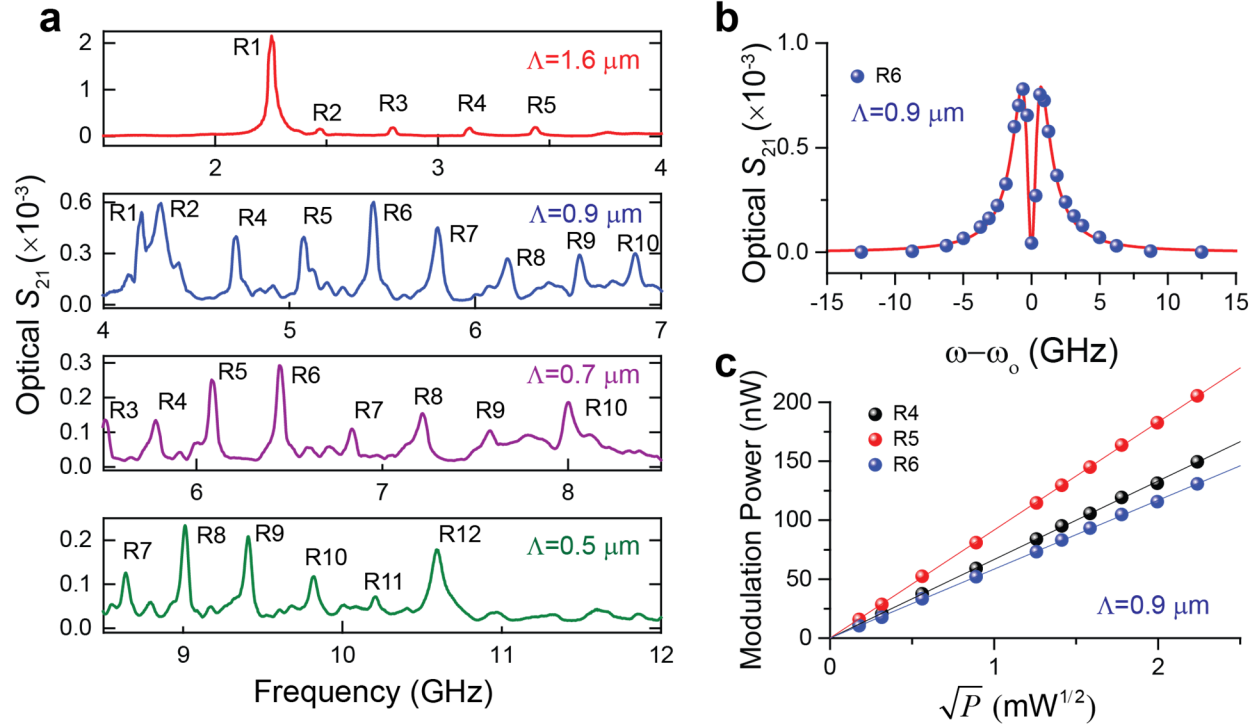 a
Optical S21 (×10-3)
2
1
0
R1
R2
R3
R4
R5
Λ=1.6 μm
2
3
4
0.6
0.3
0.0
R1
R2
R4
R5
R6
R7
R8
R9
R10
Λ=0.9 μm
4
5
6
7
0.3
0.2
0.1
0.0
R3
R4
R5
R6
R7
R8
R9
R10
Λ=0.7 μm
6
7
8
0.2
0.1
0.0
R7
R8
R9
R10
R11
R12
Λ=0.5 μm
9
10
11
12
Frequency (GHz)
b
Optical S21 (×10-3)
1.0
0.5
0.0
R6
Λ=0.9 μm
-15
-10
-5
0
5
10
15
ω−ωo (GHz)
c
Modulation Power (nW)
200
150
100
50
0
R4
R5
R6
Λ=0.9 μm
0
1
2
√P (mW1/2)